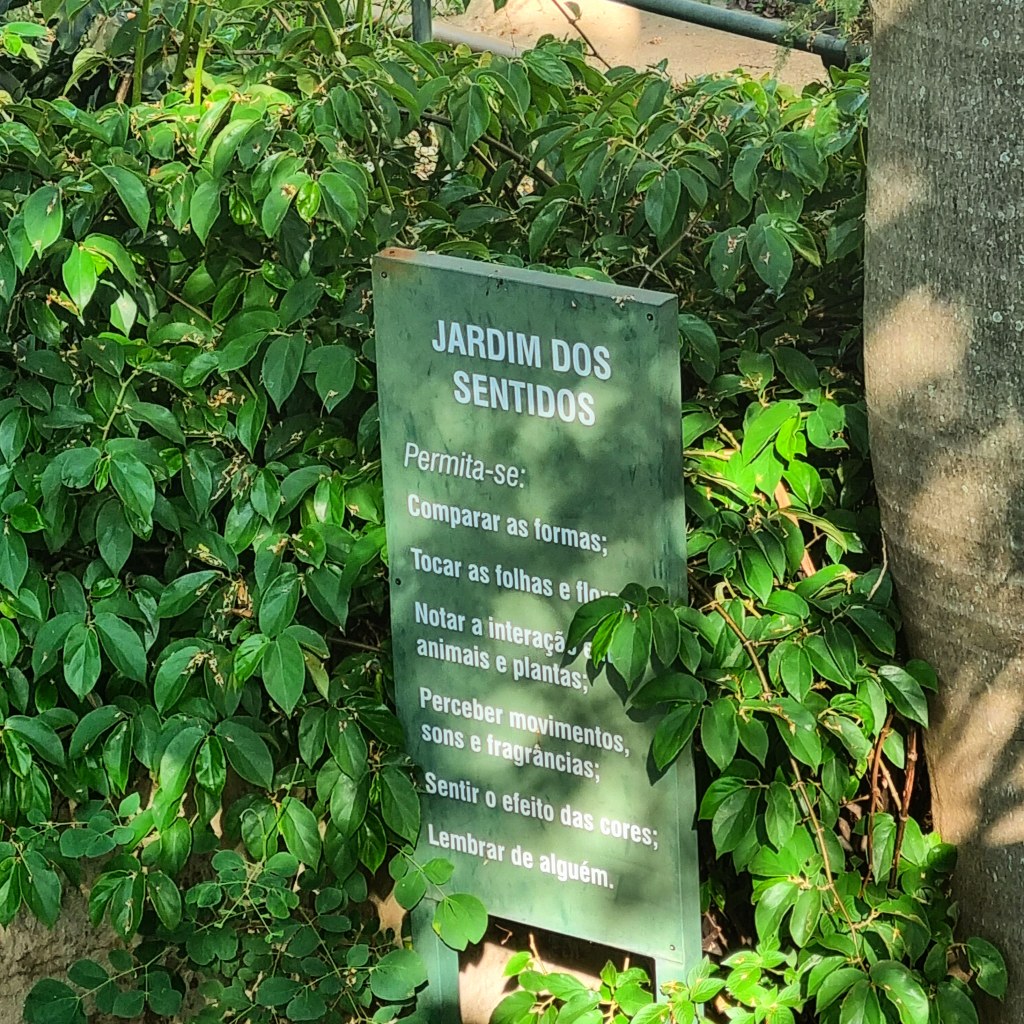 JARDIM DOS
SENTIDOS
Permita-se:
Comparar as formas;
Tocar as folhas e
Notar a
animais e plantas;
Perceber movimentos,
sons e fragrâncias;
Sentir o efeito das cores;
Lembrar de alguém.